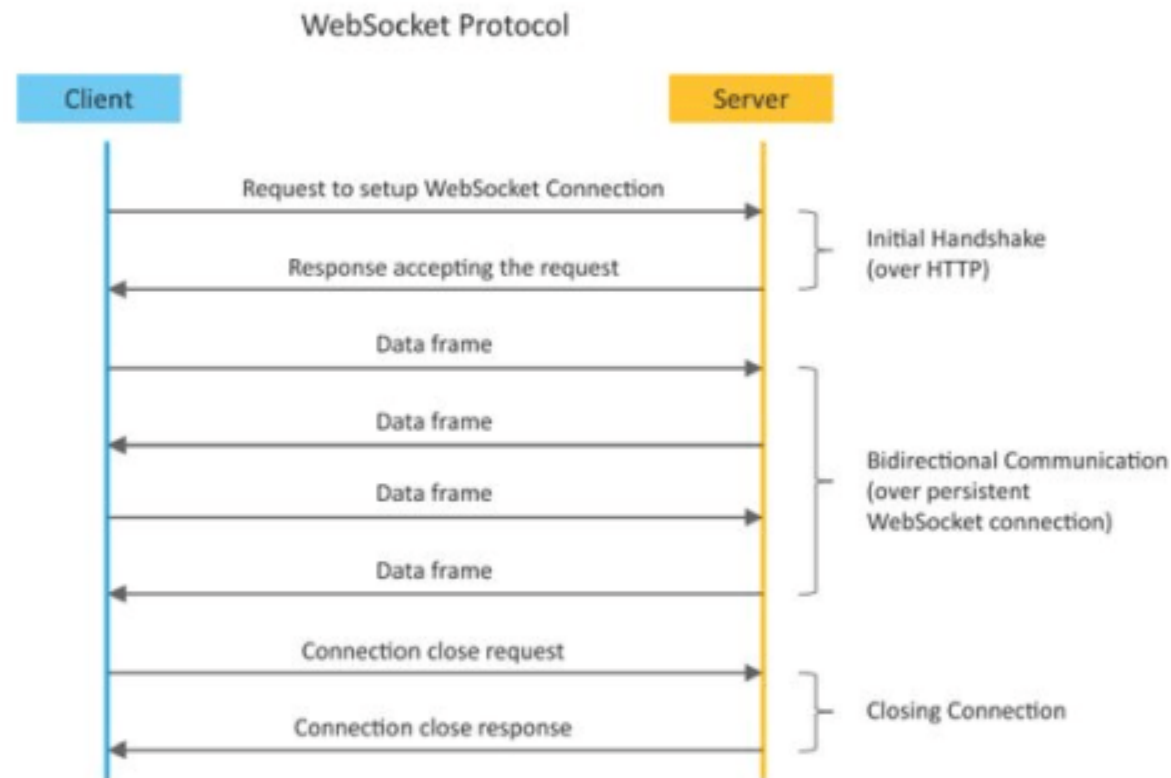 WebSocket Protocol
Client
Server
Request to setup WebSocket Connection
Initial Handshake
(over HTTP)
Response accepting the request
Data frame
Data frame
Bidirectional Communication
(over persistent
WebSocket connection)
Data frame
Data frame
Connection close request
Closing Connection
Connection close response